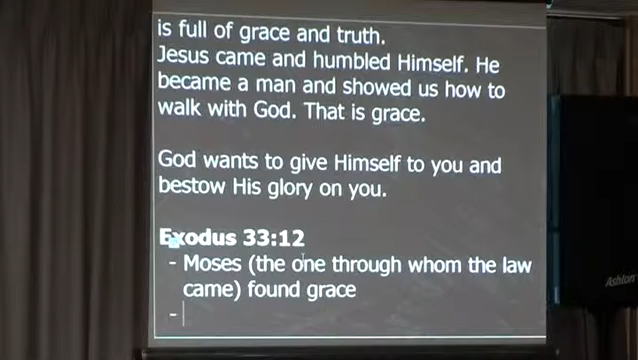 is full of grace and truth.
Jesus came and humbled Himself. He
became a man and showed us how to
walk with God. That is grace.
God wants to give Himself to you and
bestow His glory on you.
Exodus 33:12
- Moses (the one through whom the law
came) found grace
-
Ashton